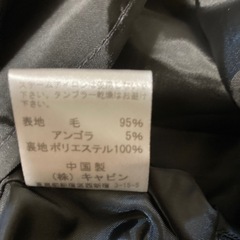 タンブラー乾燥はお避け
下さい。
表地 毛 95%
アンゴラ 5%
裏地ポリエステル100%
中国製
(株) キャビン